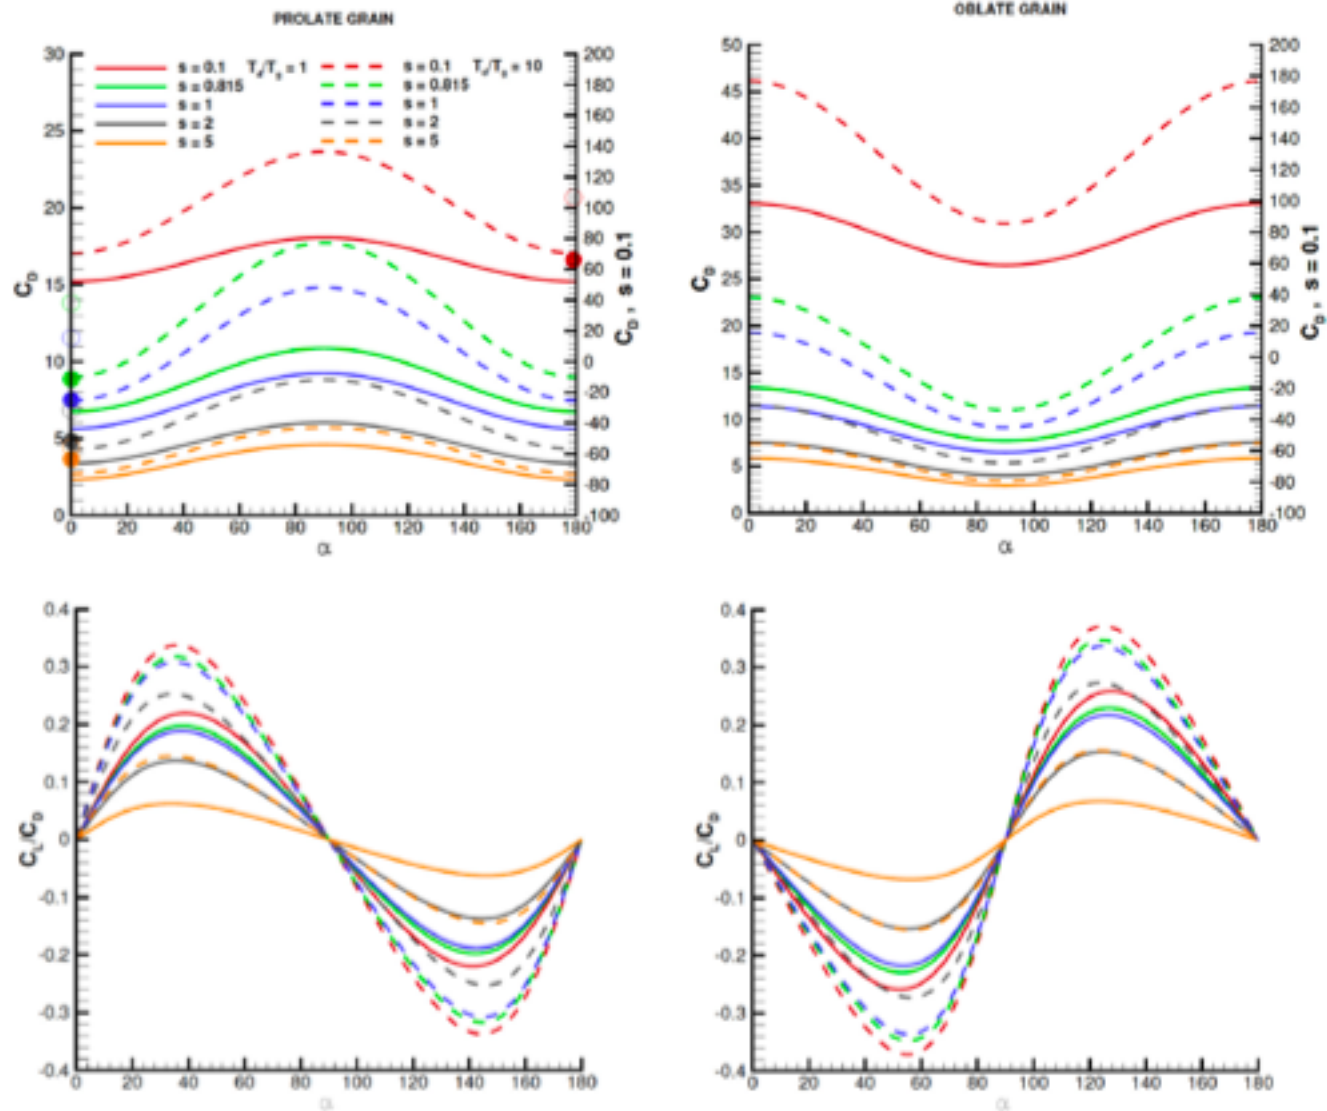 PROLATE GRAIN
30
25
20
15
10
5
0
C_D
s = 0.1 T_d/T_g = 1
s = 0.815
s = 1
s = 2
s = 5
s = 0.1 T_d/T_g = 10
s = 0.815
s = 1
s = 2
s = 5
200
180
160
140
120
100
80
60
40
20
0
-20
-40
-60
-80
-100
C_D, s = 0.1
0 20 40 60 80 100 120 140 160 180
α
OBLATE GRAIN
50
45
40
35
30
25
20
15
10
5
0
C_D
200
180
160
140
120
100
80
60
40
20
0
-20
-40
-60
-80
-100
C_D, s = 0.1
0 20 40 60 80 100 120 140 160 180
α
0.4
0.3
0.2
0.1
0
-0.1
-0.2
-0.3
-0.4
C_L/C_D
0 20 40 60 80 100 120 140 160 180
α
0.4
0.3
0.2
0.1
0
-0.1
-0.2
-0.3
-0.4
C_L/C_D
0 20 40 60 80 100 120 140 160 180
α